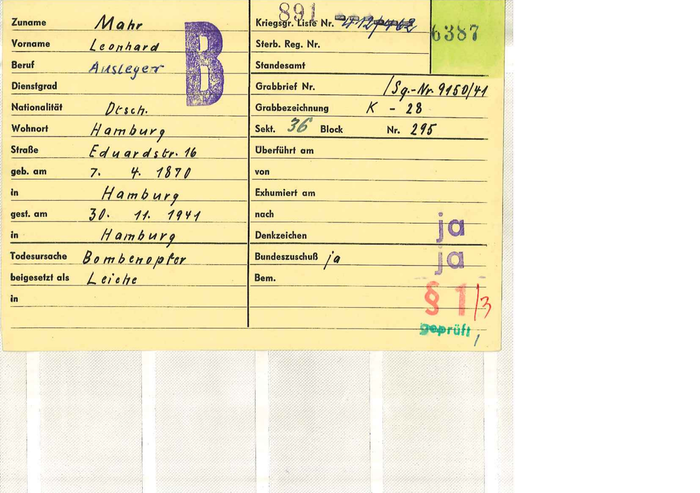 Zuname Mahr
Vorname Leonhard
Beruf Ausleger
Dienstgrad
Nationalität Dtsch.
Wohnort Hamburg
Straße Eduardstr. 16
geb. am 7. 4. 1870
in Hamburg
gest. am 30. 11. 1941
in Hamburg
Todesursache Bombenopfer
beigesetzt als Leiche
in
B
891
Kriegsgr. Liste Nr.
6387
Sterb. Reg. Nr.
Standesamt
Grabbrief Nr. /Sg.-Nr. 9150/41
Grabbezeichnung K - 28
Sekt. 36 Block Nr. 295
Überführt am
von
Exhumiert am
nach
Denkzeichen ja
Bundeszuschuß ja ja
Bem.
§ 1/3
geprüft